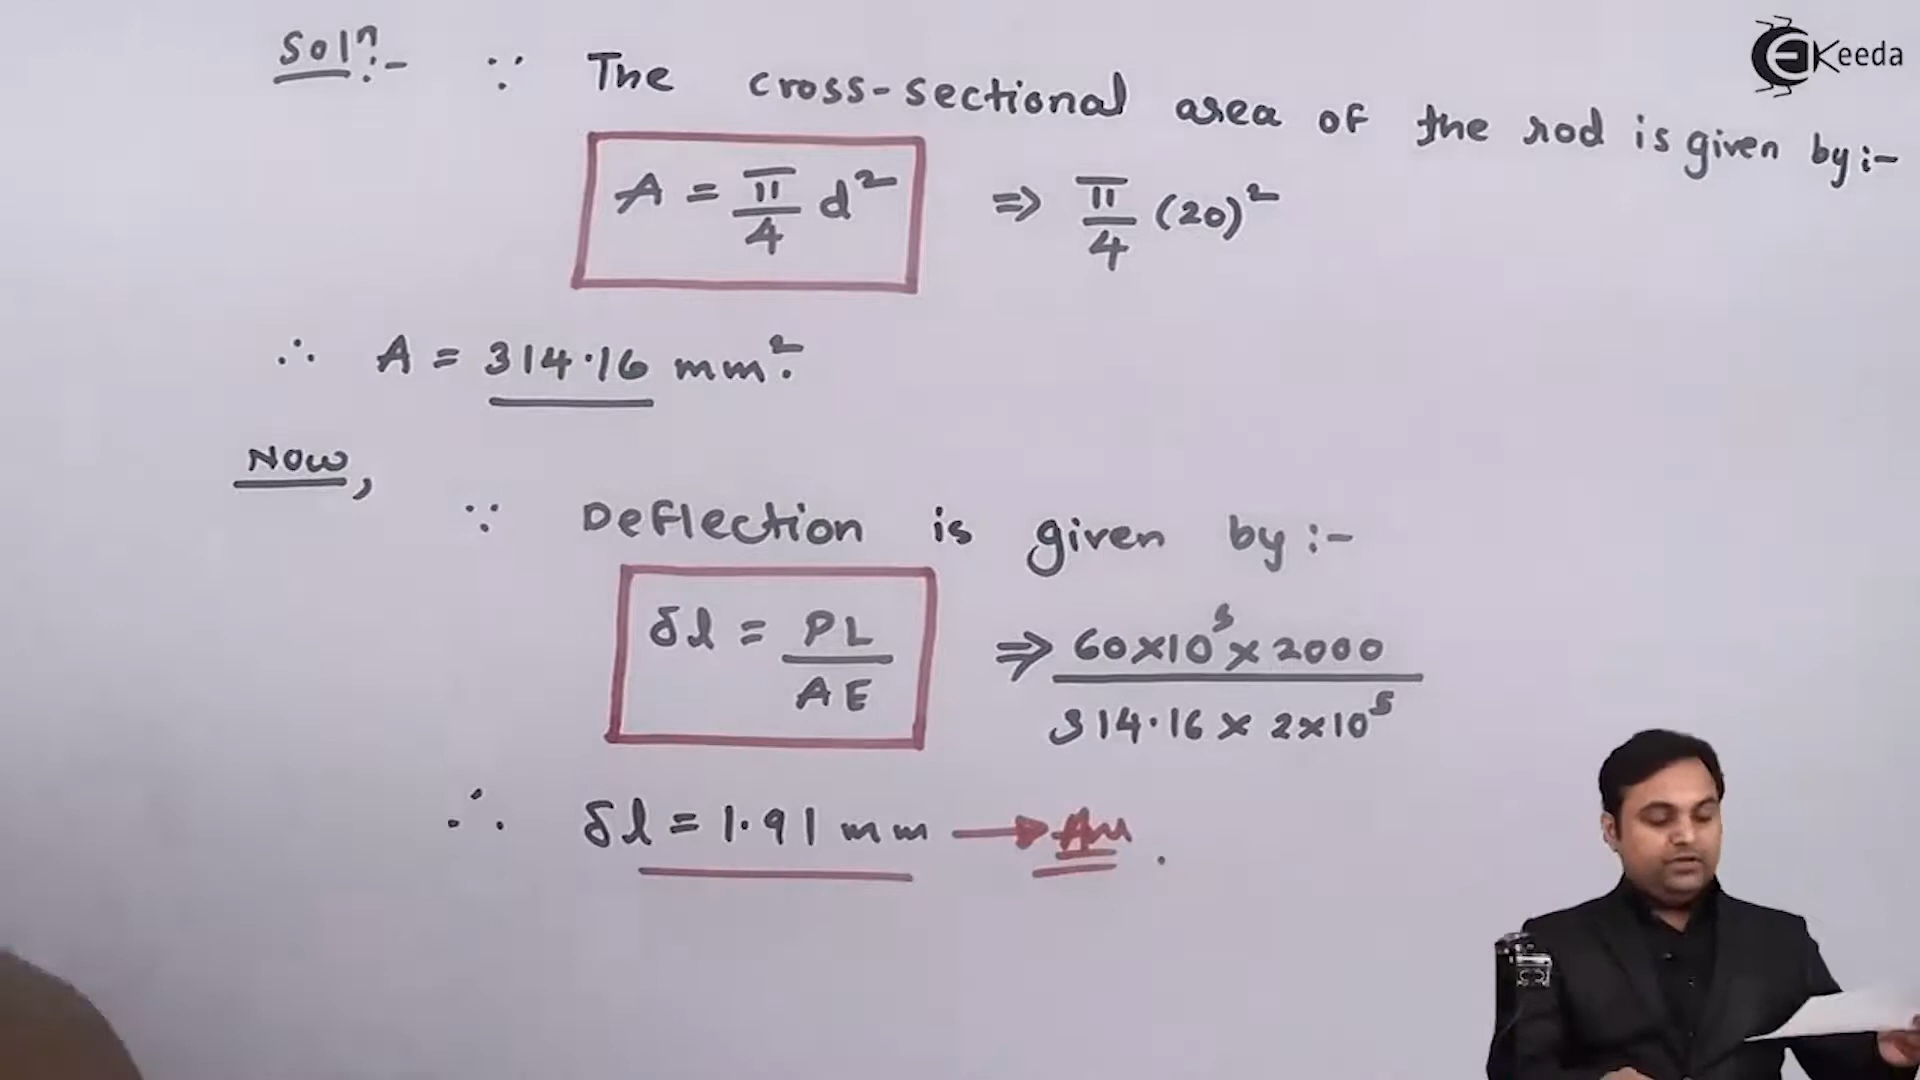 Solⁿ:- ∵ The cross-sectional area of the rod is given by:-
A = π/4 d² ⇒ π/4 (20)²
∴ A = 314.16 mm².
Now,
∵ Deflection is given by:-
δl = PL/AE ⇒ 60×10³×2000 / 314.16×2×10⁵
∴ δl = 1.91 mm → Ans.
EKeeda